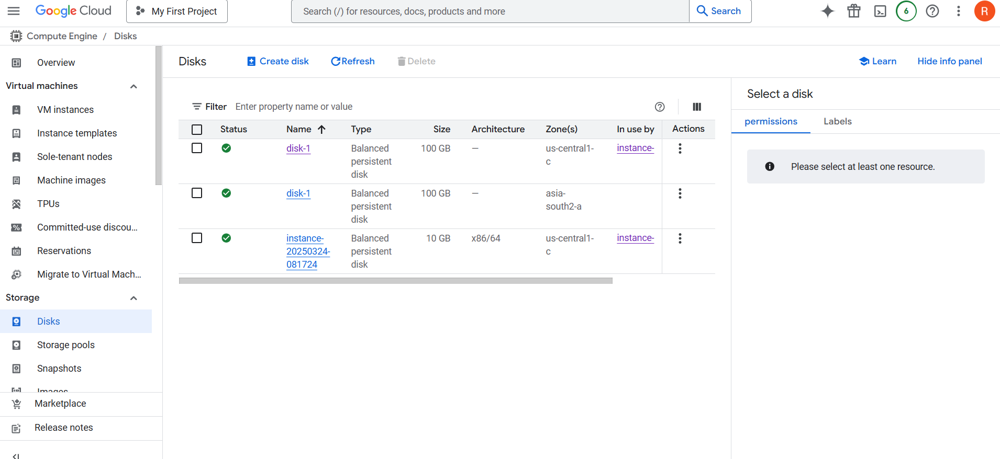 Google Cloud
My First Project
Search (/) for resources, docs, products and more
Search
6
R
Compute Engine / Disks
Overview
Virtual machines
VM instances
Instance templates
Sole-tenant nodes
Machine images
TPUs
Committed-use discou...
Reservations
Migrate to Virtual Mach...
Storage
Disks
Storage pools
Snapshots
Images
Marketplace
Release notes
Disks
Create disk
Refresh
Delete
Learn
Hide info panel
Filter Enter property name or value
Status Name Type Size Architecture Zone(s) In use by Actions
disk-1 Balanced 100 GB — us-central1- instance-
persistent c
disk
disk-1 Balanced 100 GB — asia-
persistent south2-a
disk
instance- Balanced 10 GB x86/64 us-central1- instance-
20250324- persistent c
081724 disk
Select a disk
permissions Labels
Please select at least one resource.